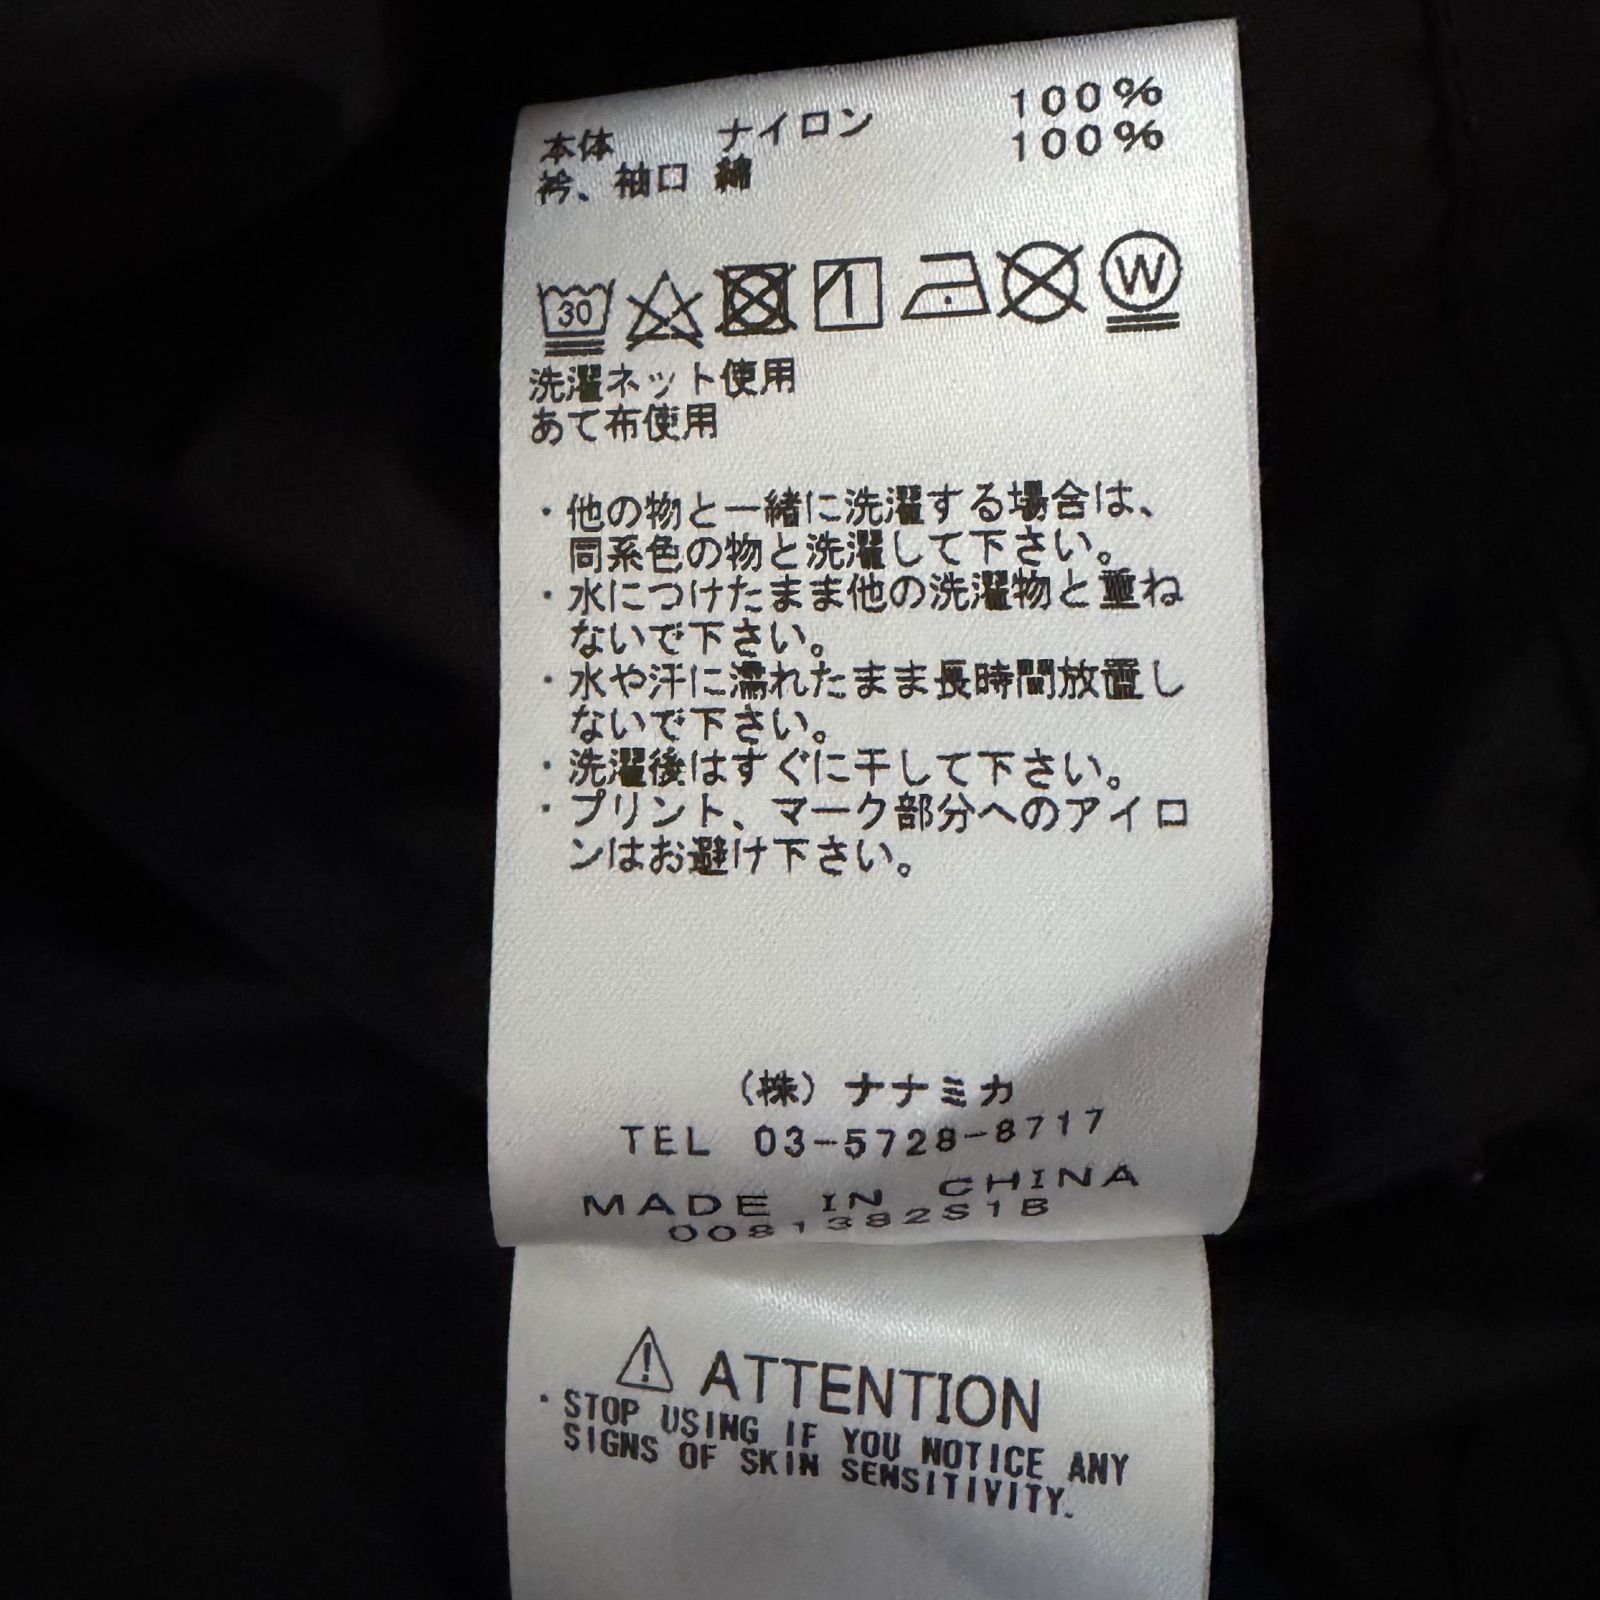 本体 ナイロン 100%
衿、袖口 綿 100%
30
W
洗濯ネット使用
あて布使用
・他の物と一緒に洗濯する場合は、
同系色の物と洗濯して下さい。
・水につけたまま他の洗濯物と重ね
ないで下さい。
・水や汗に濡れたまま長時間放置し
ないで下さい。
・洗濯後はすぐに干して下さい。
・プリント、マーク部分へのアイロ
ンはお避け下さい。
(株)ナナミカ
TEL 03-5728-8717
MADE IN CHINA
0081382S1B
ATTENTION
・STOP USING IF YOU NOTICE ANY
SIGNS OF SKIN SENSITIVITY.